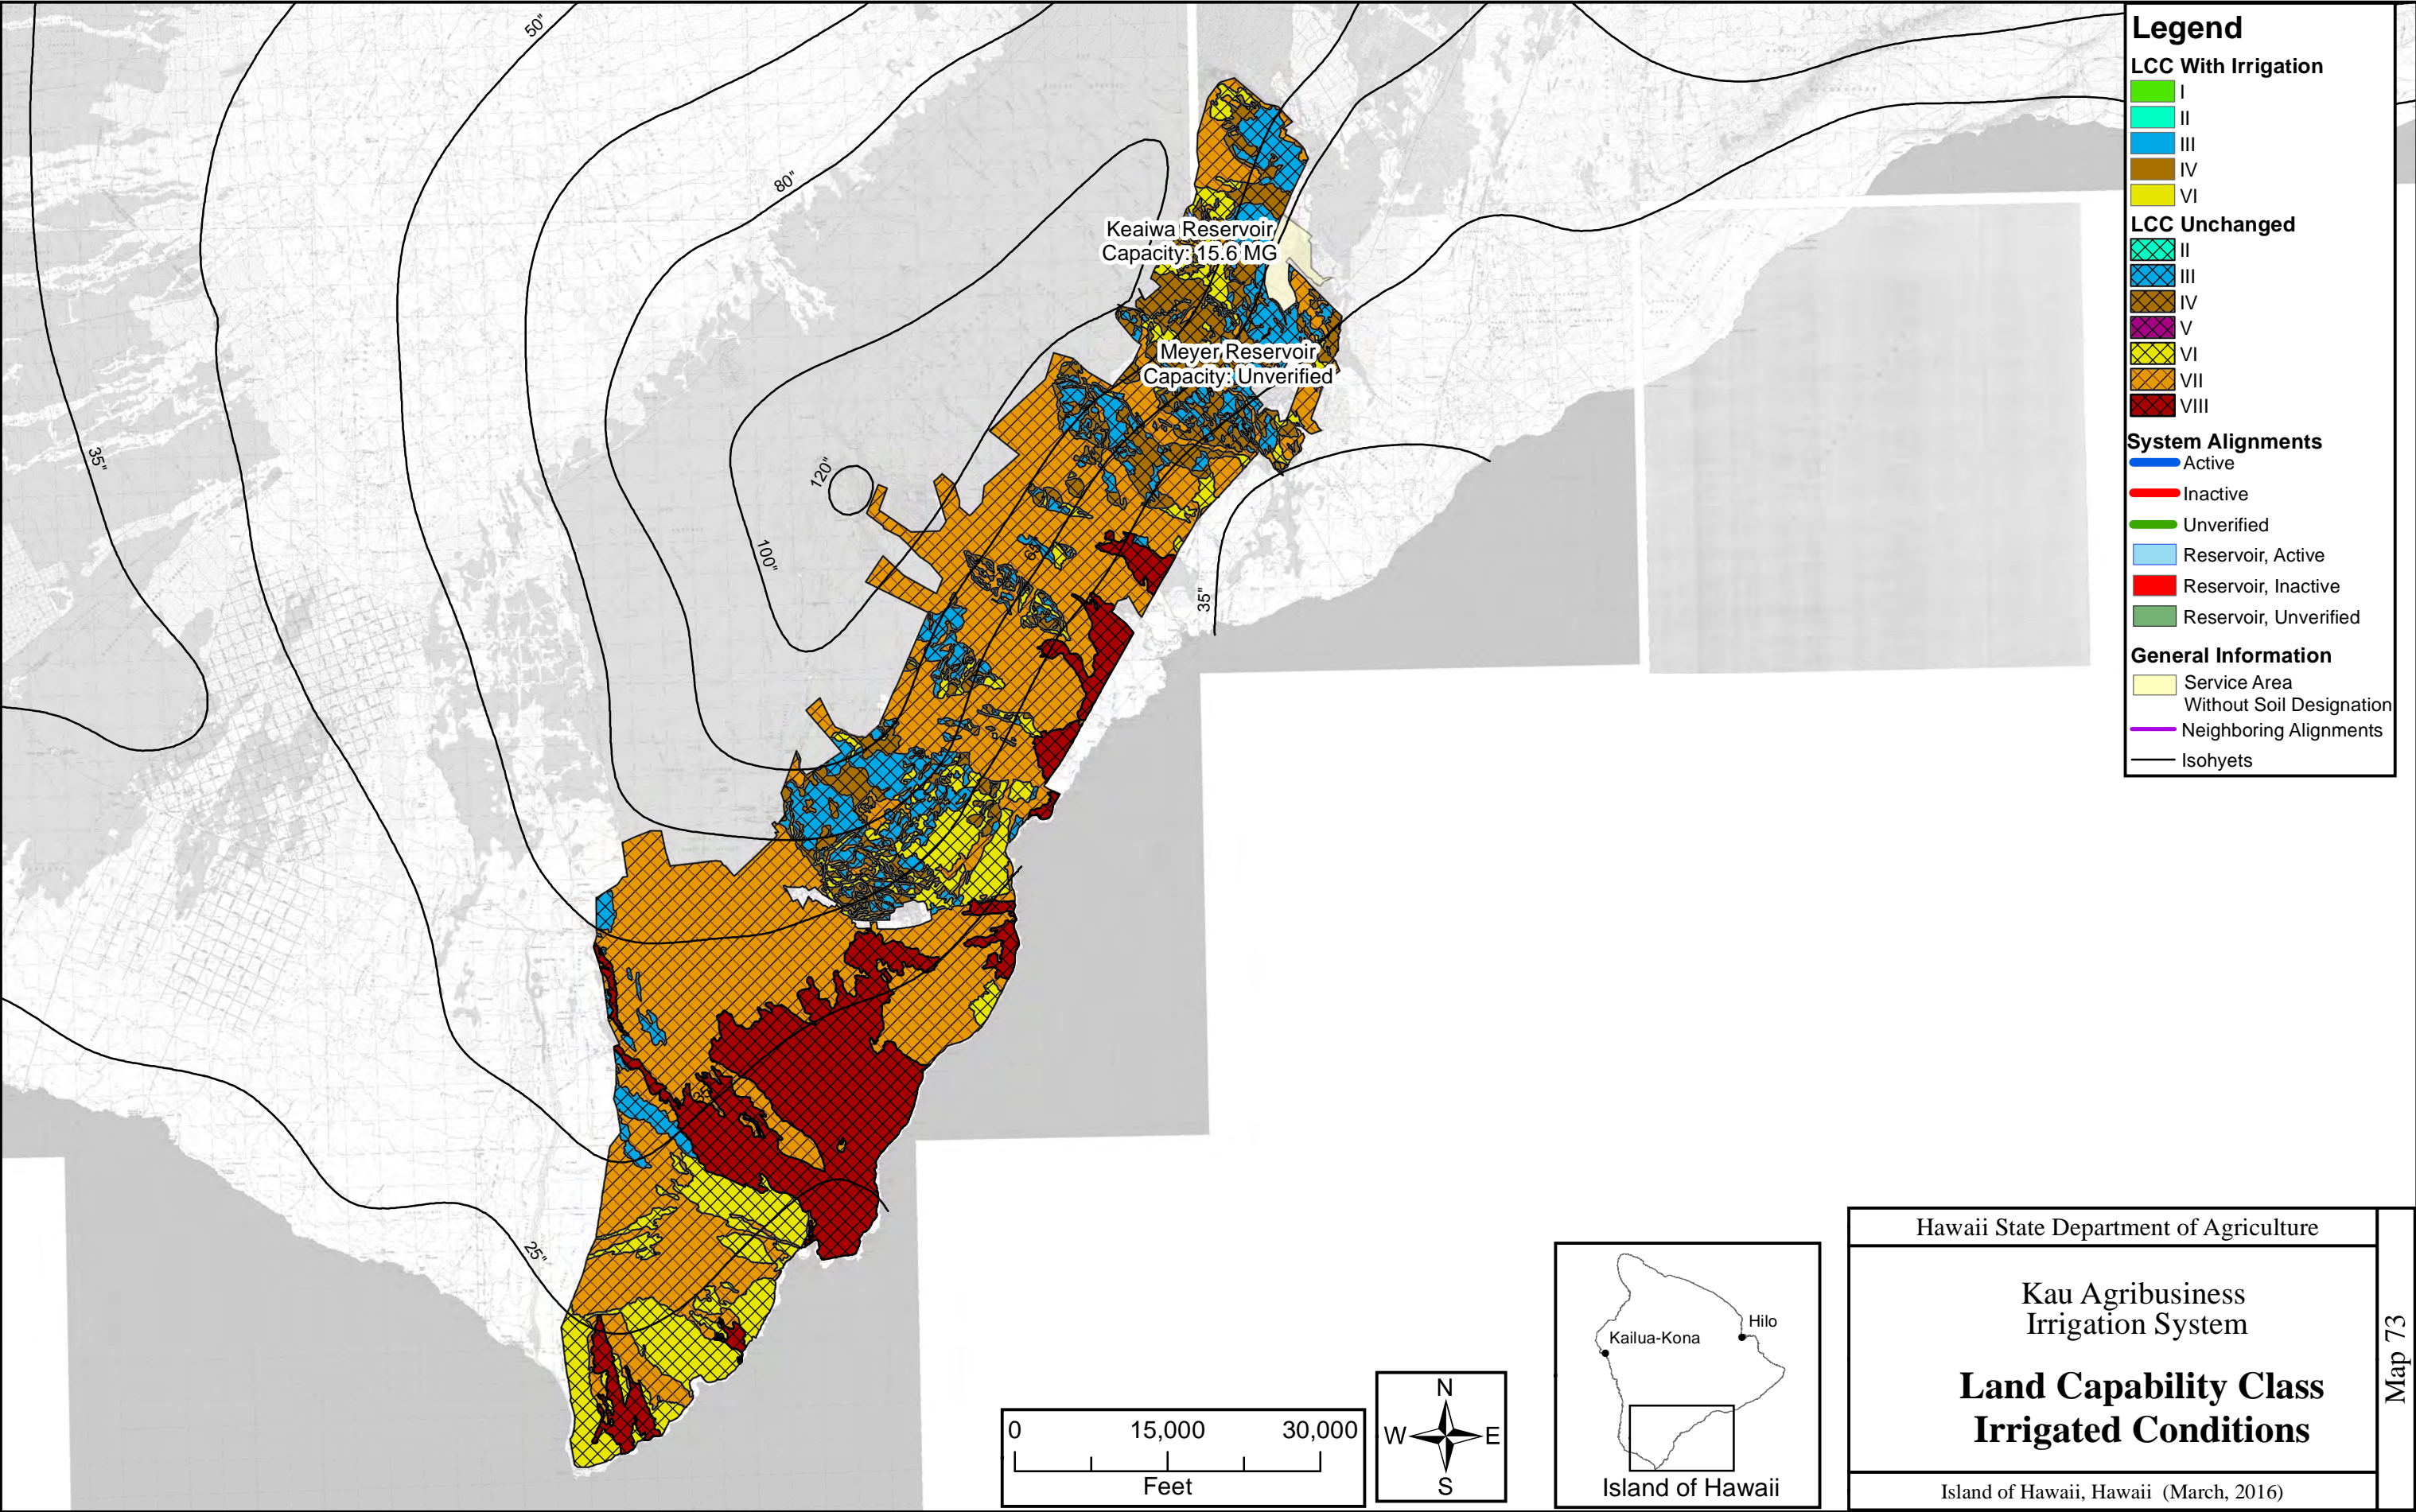 50"
80"
35"
120"
100"
65"
35"
35"
25"
Keaiwa Reservoir
Capacity: 15.6 MG
Meyer Reservoir
Capacity: Unverified
Legend
LCC With Irrigation
I
II
III
IV
VI
LCC Unchanged
II
III
IV
V
VI
VII
VIII
System Alignments
Active
Inactive
Unverified
Reservoir, Active
Reservoir, Inactive
Reservoir, Unverified
General Information
Service Area
Without Soil Designation
Neighboring Alignments
Isohyets
0 15,000 30,000
Feet
N
W E
S
Kailua-Kona
Hilo
Island of Hawaii
Hawaii State Department of Agriculture
Kau Agribusiness
Irrigation System
Land Capability Class
Irrigated Conditions
Island of Hawaii, Hawaii (March, 2016)
Map 73